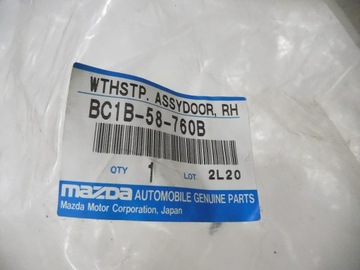 WTHSTP. ASSYDOOR, RH
BC1B-58-760B
QTY 1 LOT 2L20
mazda AUTOMOBILE GENUINE PARTS
Mazda Motor Corporation, Japan